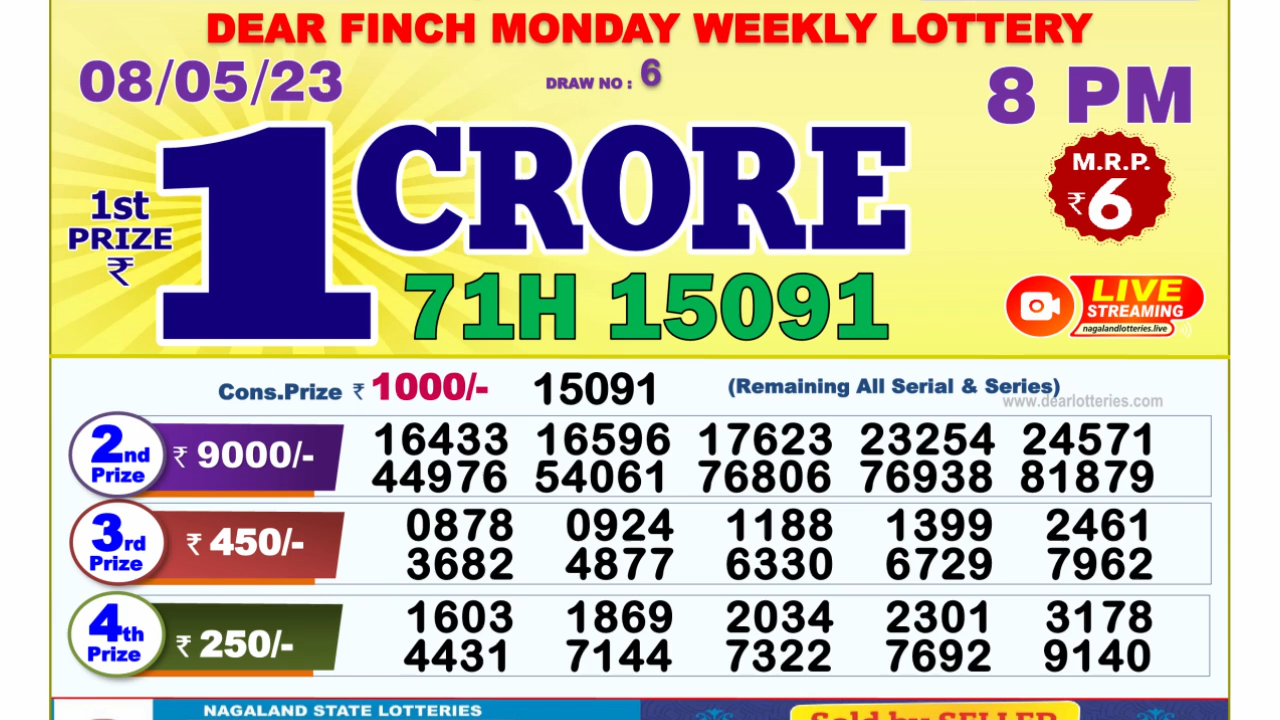 DEAR FINCH MONDAY WEEKLY LOTTERY
08/05/23
DRAW NO : 6
8 PM
1st
PRIZE
₹
1 CRORE
M.R.P.
₹6
71H 15091
LIVE
STREAMING
nagalandlotteries.live
Cons.Prize ₹ 1000/- 15091 (Remaining All Serial & Series)
www.dearlotteries.com
2nd Prize ₹ 9000/-
16433 16596 17623 23254 24571
44976 54061 76806 76938 81879
3rd Prize ₹ 450/-
0878 0924 1188 1399 2461
3682 4877 6330 6729 7962
4th Prize ₹ 250/-
1603 1869 2034 2301 3178
4431 7144 7322 7692 9140
NAGALAND STATE LOTTERIES
Sold by SELLER